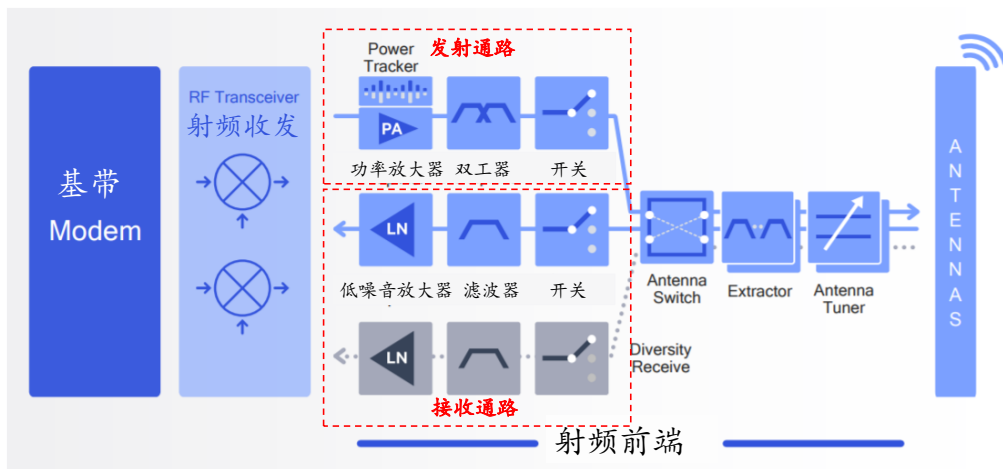 发射通路
Power
Tracker
PA
功率放大器
双工器
开关
基带
Modem
RF Transceiver
射频收发
LN
低噪音放大器
滤波器
开关
LN
接收通路
Antenna
Switch
Extractor
Antenna
Tuner
Diversity
Receive
射频前端
ANTENNAS